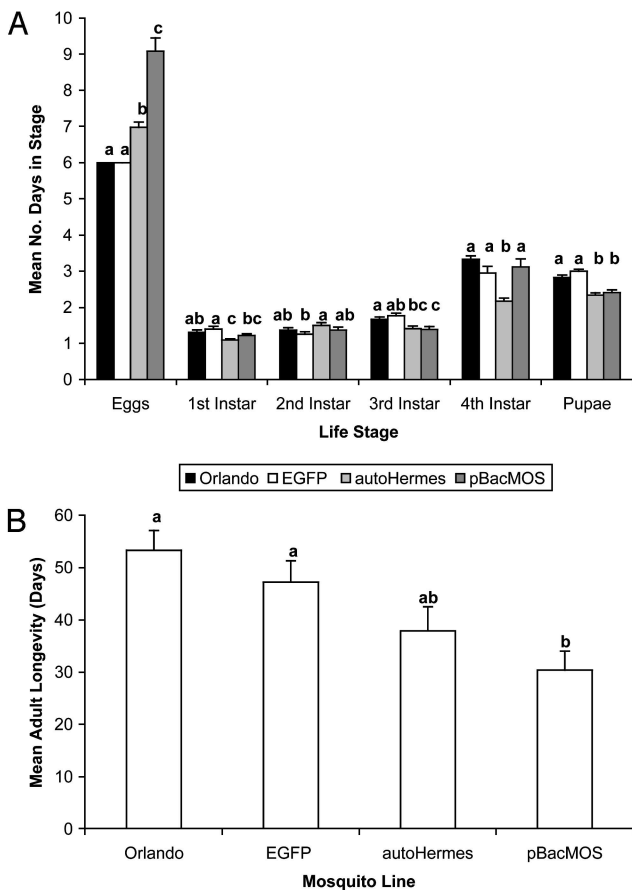 A
Mean No. Days in Stage
10
9
8
7
6
5
4
3
2
1
0
a a b c
ab a c bc
ab b a ab
a ab bc c
a a b a
a a b b
Eggs 1st Instar 2nd Instar 3rd Instar 4th Instar Pupae
Life Stage
Orlando EGFP autoHermes pBacMOS
B
Mean Adult Longevity (Days)
60
50
40
30
20
10
0
a
a
ab
b
Orlando EGFP autoHermes pBacMOS
Mosquito Line